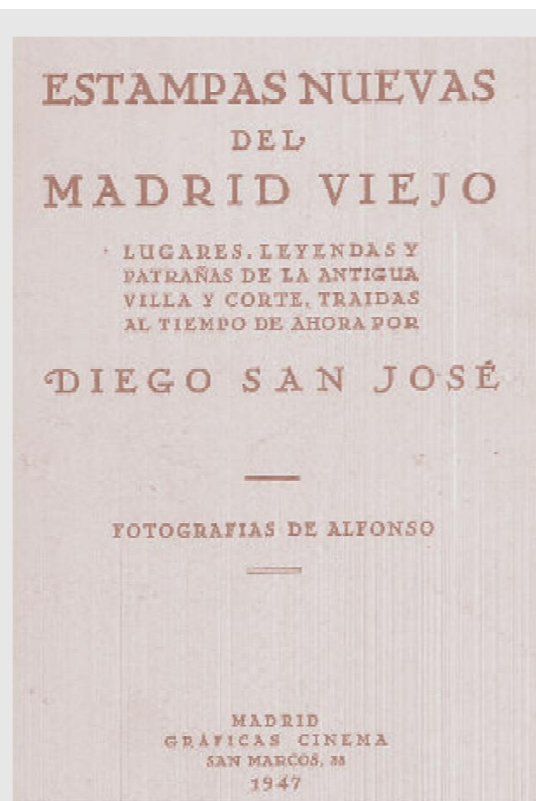 ESTAMPAS NUEVAS
DEL
MADRID VIEJO
LUGARES, LEYENDAS Y
PATRAÑAS DE LA ANTIGUA
VILLA Y CORTE, TRAIDAS
AL TIEMPO DE AHORA POR
DIEGO SAN JOSÉ
FOTOGRAFIAS DE ALFONSO
MADRID
GRÁFICAS CINEMA
SAN MARCOS,
1947